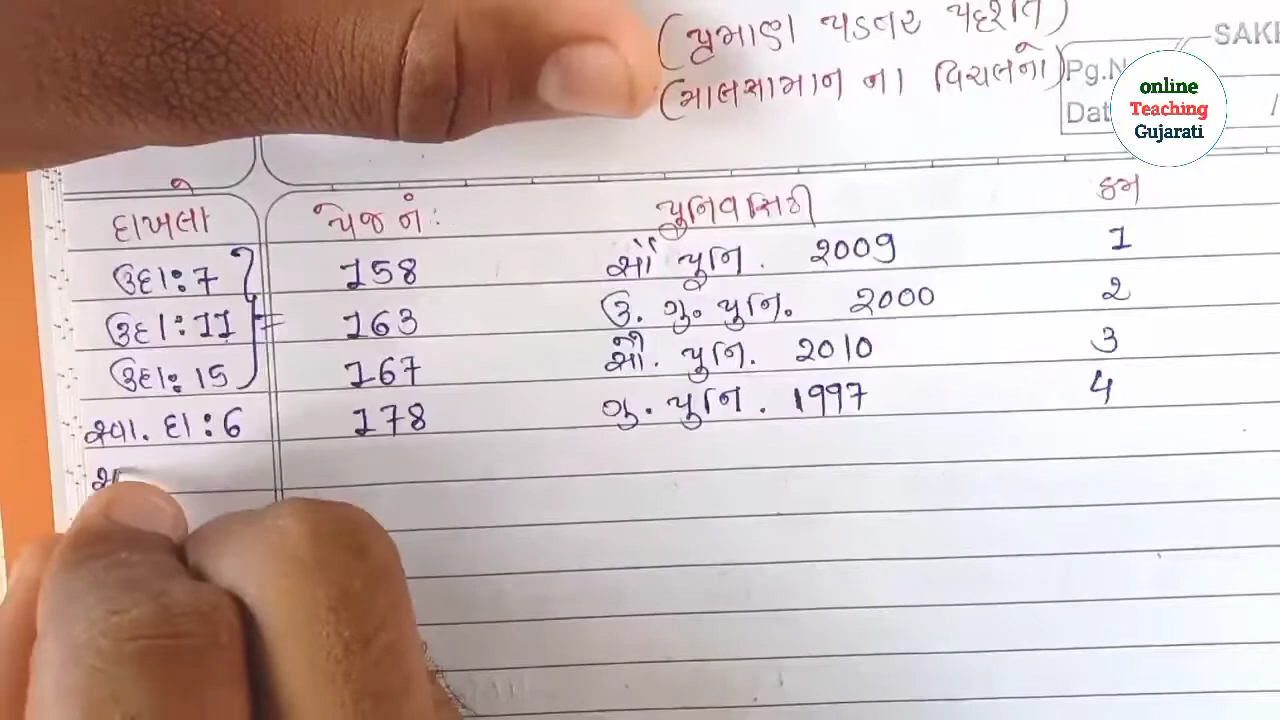 (પ્રમાણ પડતર પદ્ધતિ)
(માલસામાન ના વિચલનો)
SAKH
Pg.N
Dat /
online
Teaching
Gujarati
દાખલા પેજ નં: યુનિવર્સિટી ક્રમ
ઉદા:7 158 સૌ યુનિ. 2009 1
ઉદા:11 163 ઉ. ગુ. યુનિ. 2000 2
ઉદા:15 167 સૌ. યુનિ. 2010 3
સ્વા. દા:6 178 ગુ. યુનિ. 1997 4